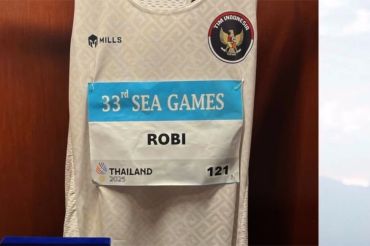 MILLS
TIM INDONESIA
33rd SEA GAMES
ROBI
THAILAND
2025
121